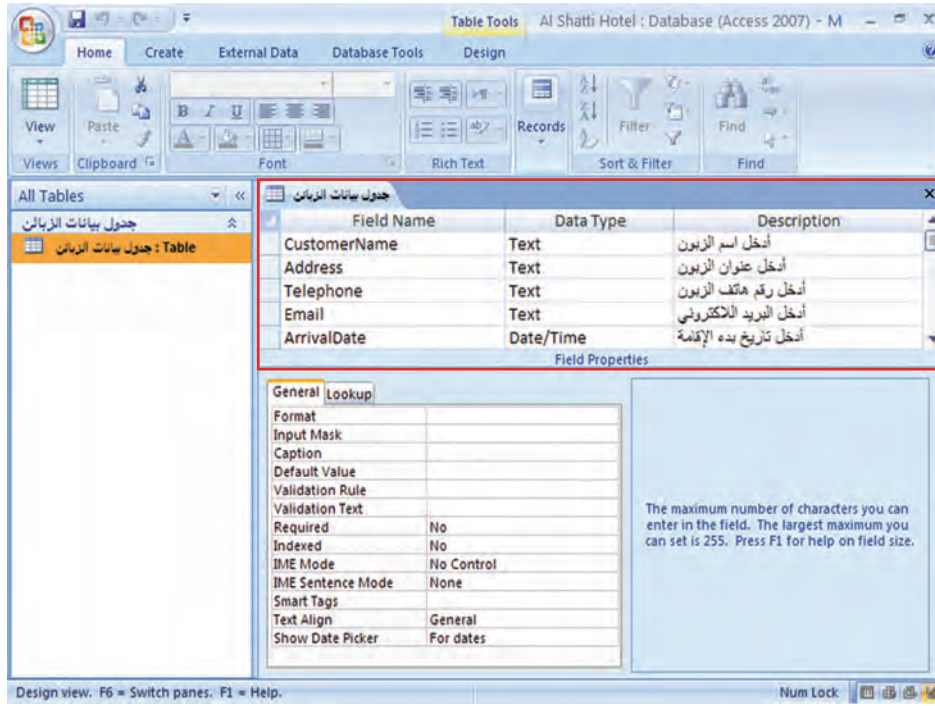 Table Tools Al Shatti Hotel : Database (Access 2007) - M
Home Create External Data Database Tools Design
View Paste B I U Records Filter Find
Views Clipboard Font Rich Text Sort & Filter Find
All Tables
جدول بيانات الزبائن
جدول بيانات الزبائن : Table
جدول بيانات الزبائن
Field Name Data Type Description
CustomerName Text أدخل اسم الزبون
Address Text أدخل عنوان الزبون
Telephone Text أدخل رقم هاتف الزبون
Email Text أدخل البريد اللاكتروني
ArrivalDate Date/Time أدخل تاريخ بدء الإقامة
Field Properties
General Lookup
Format
Input Mask
Caption
Default Value
Validation Rule
Validation Text
Required No
Indexed No
IME Mode No Control
IME Sentence Mode None
Smart Tags
Text Align General
Show Date Picker For dates
The maximum number of characters you can
enter in the field. The largest maximum you
can set is 255. Press F1 for help on field size.
Design view. F6 = Switch panes. F1 = Help. Num Lock